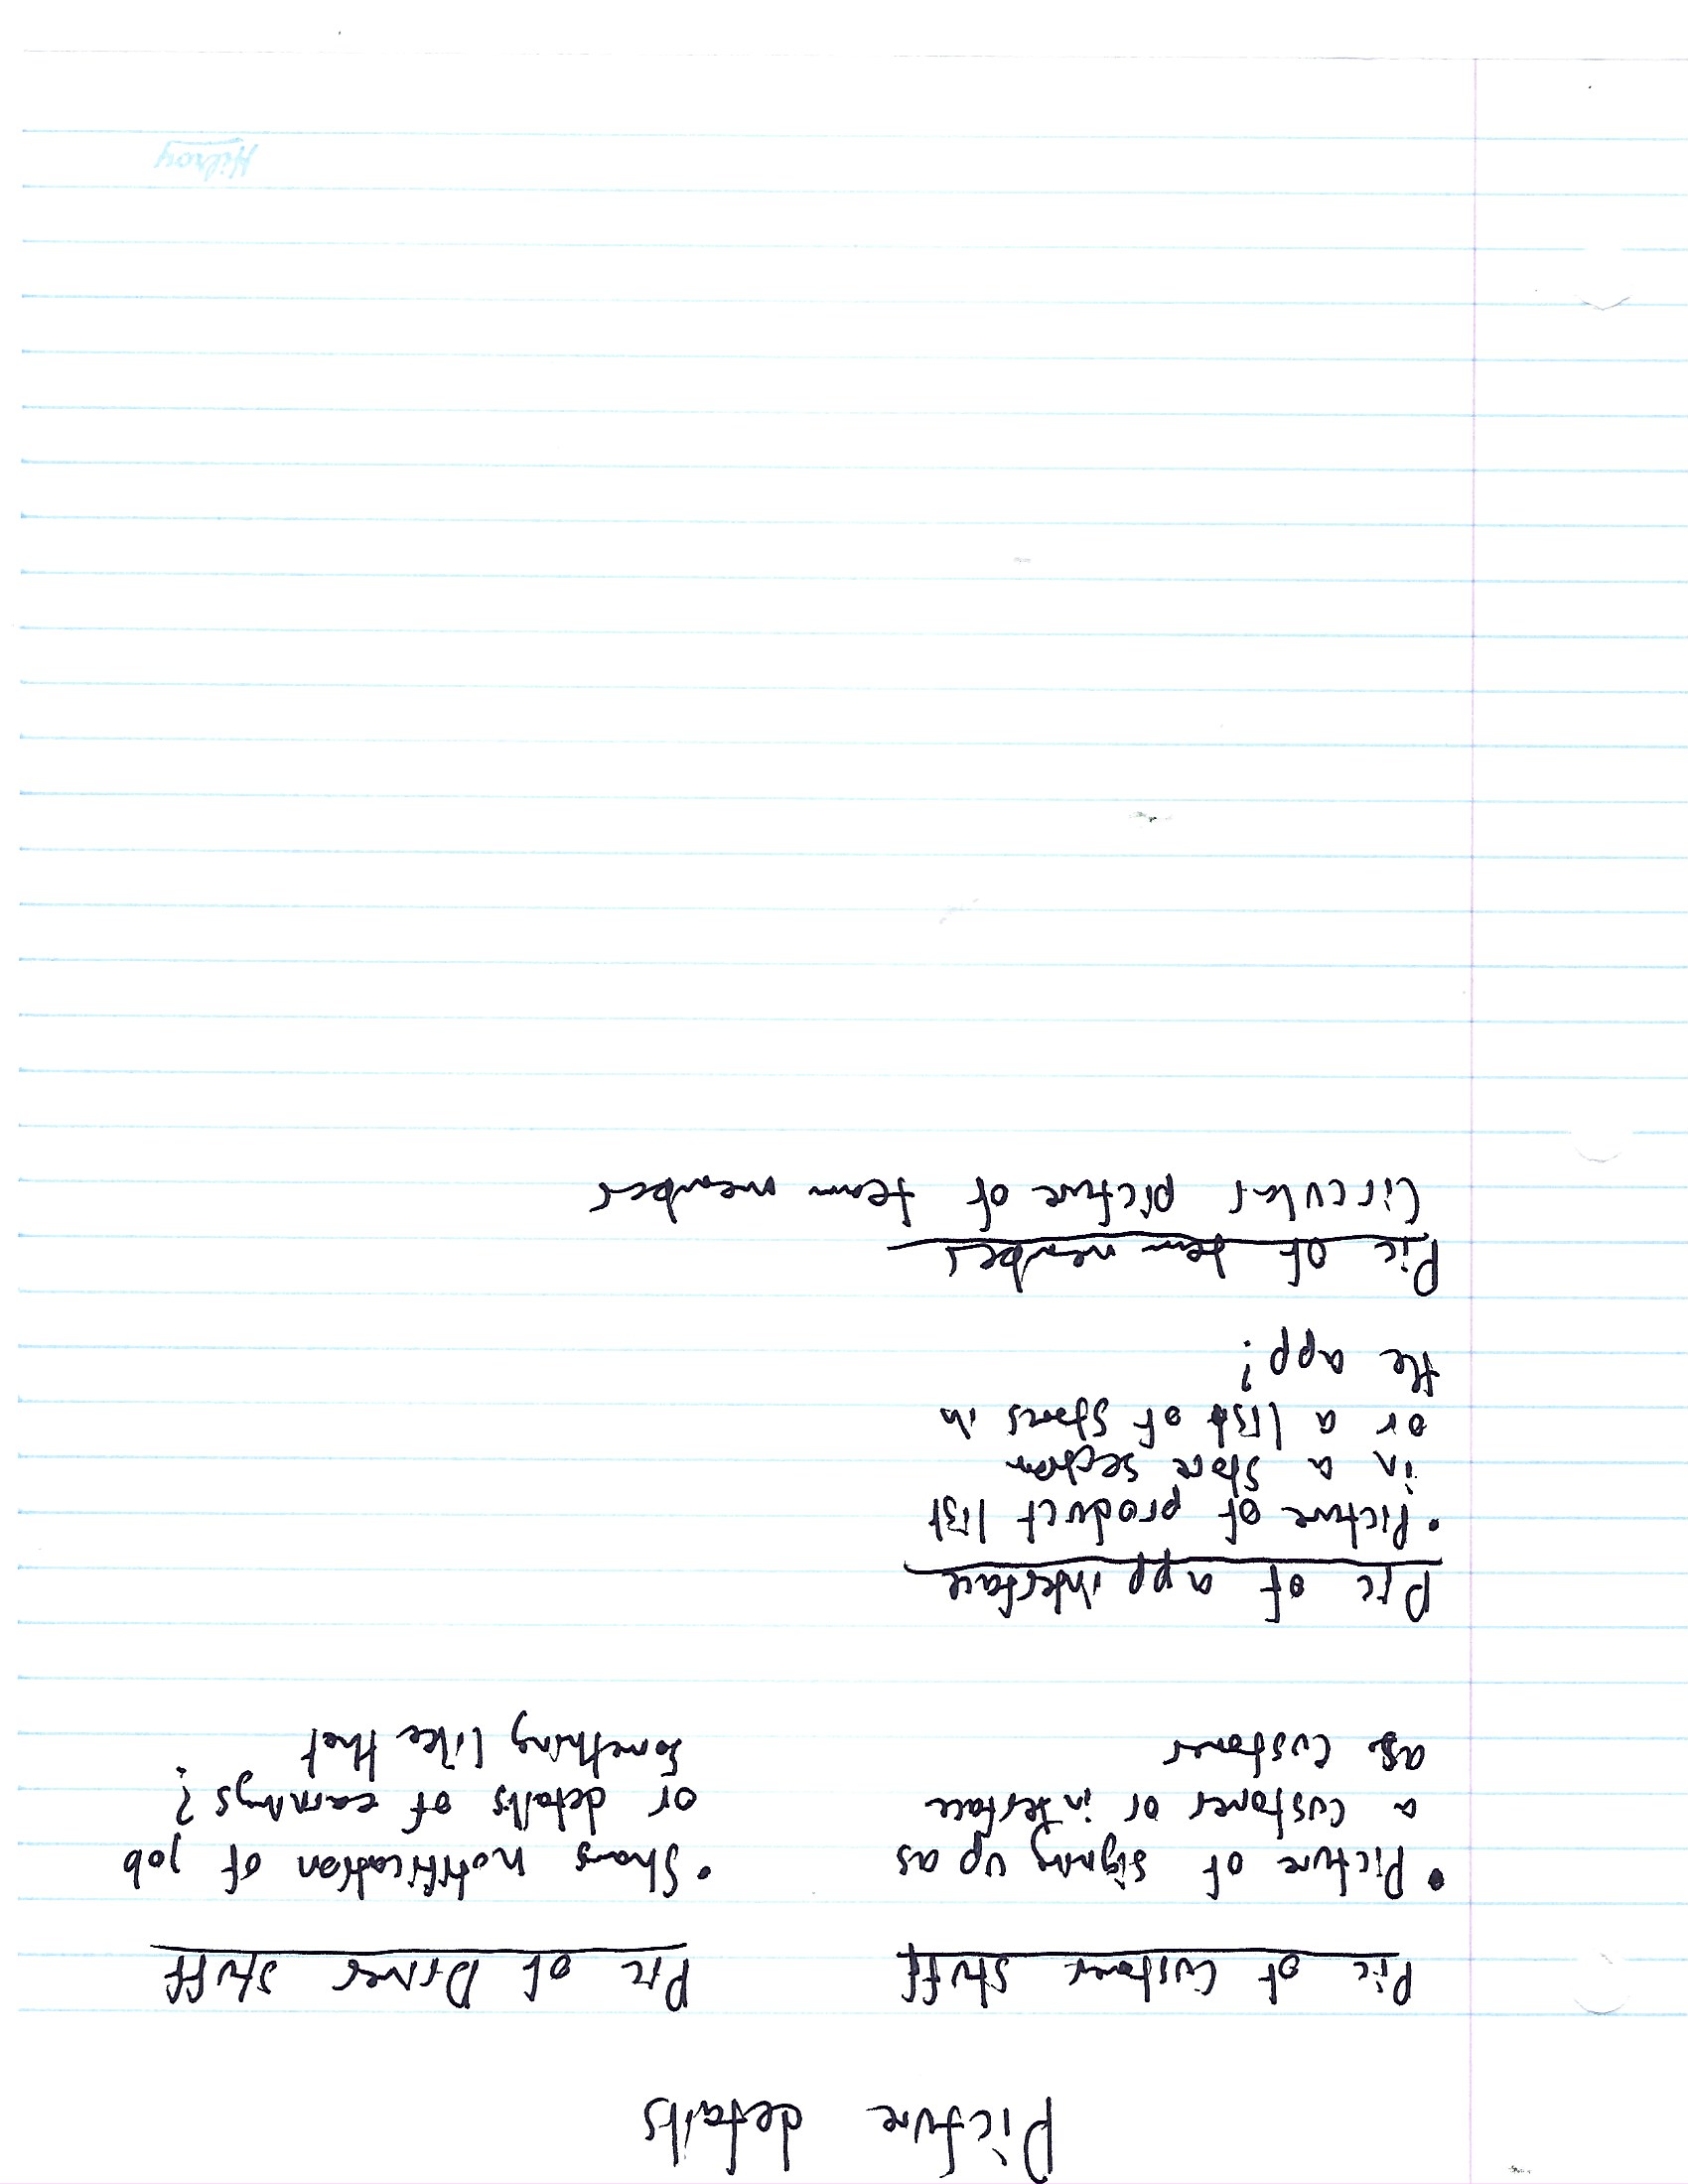 Picture details
Pic of customer stuff
• Picture of signing up as
a customer or interface
as customer
Pic of Driver stuff
• Shows notification of job
or details of earnings?
Something like that
Pic of app interface
• Picture of product list
in a store section
or a list of stores in
the app?
Pic of team members
Circular picture of team members
Hilroy